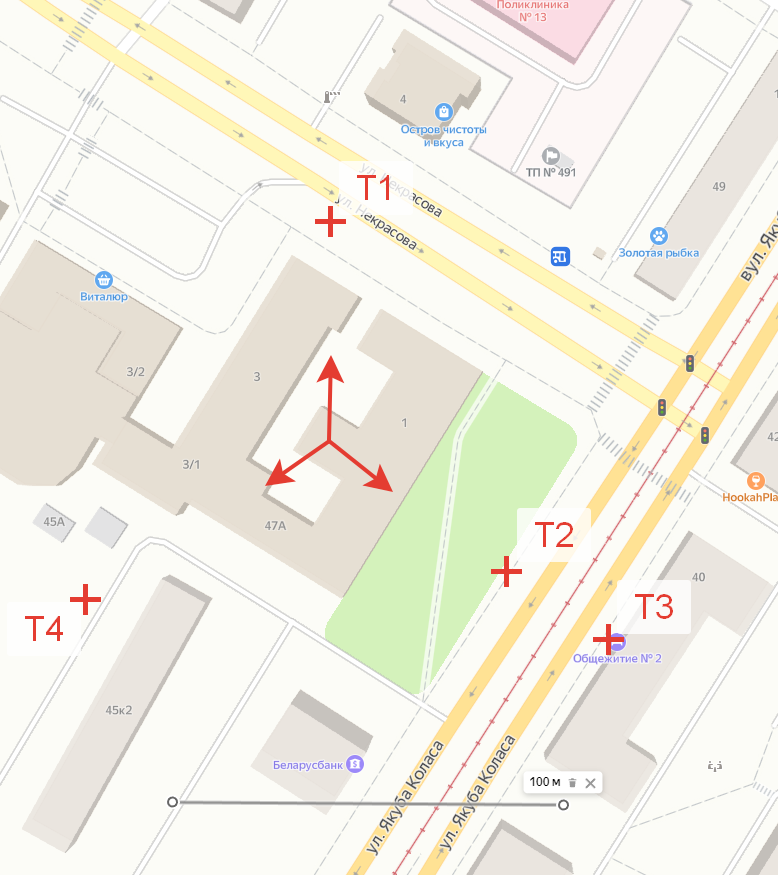 Поликлиника
№ 13
4
Остров чистоты
и вкуса
ТП № 491
49
ул. Некрасова
T1
ул. Некрасова
Золотая рыбка
вул. Яку
Виталюр
3/2
3
1
3/1
47А
42
HookahPla
45А
T2
40
T3
T4
Общежитие № 2
45к2
Беларусбанк
100 м
ул. Якуба Коласа
ул. Якуба Коласа